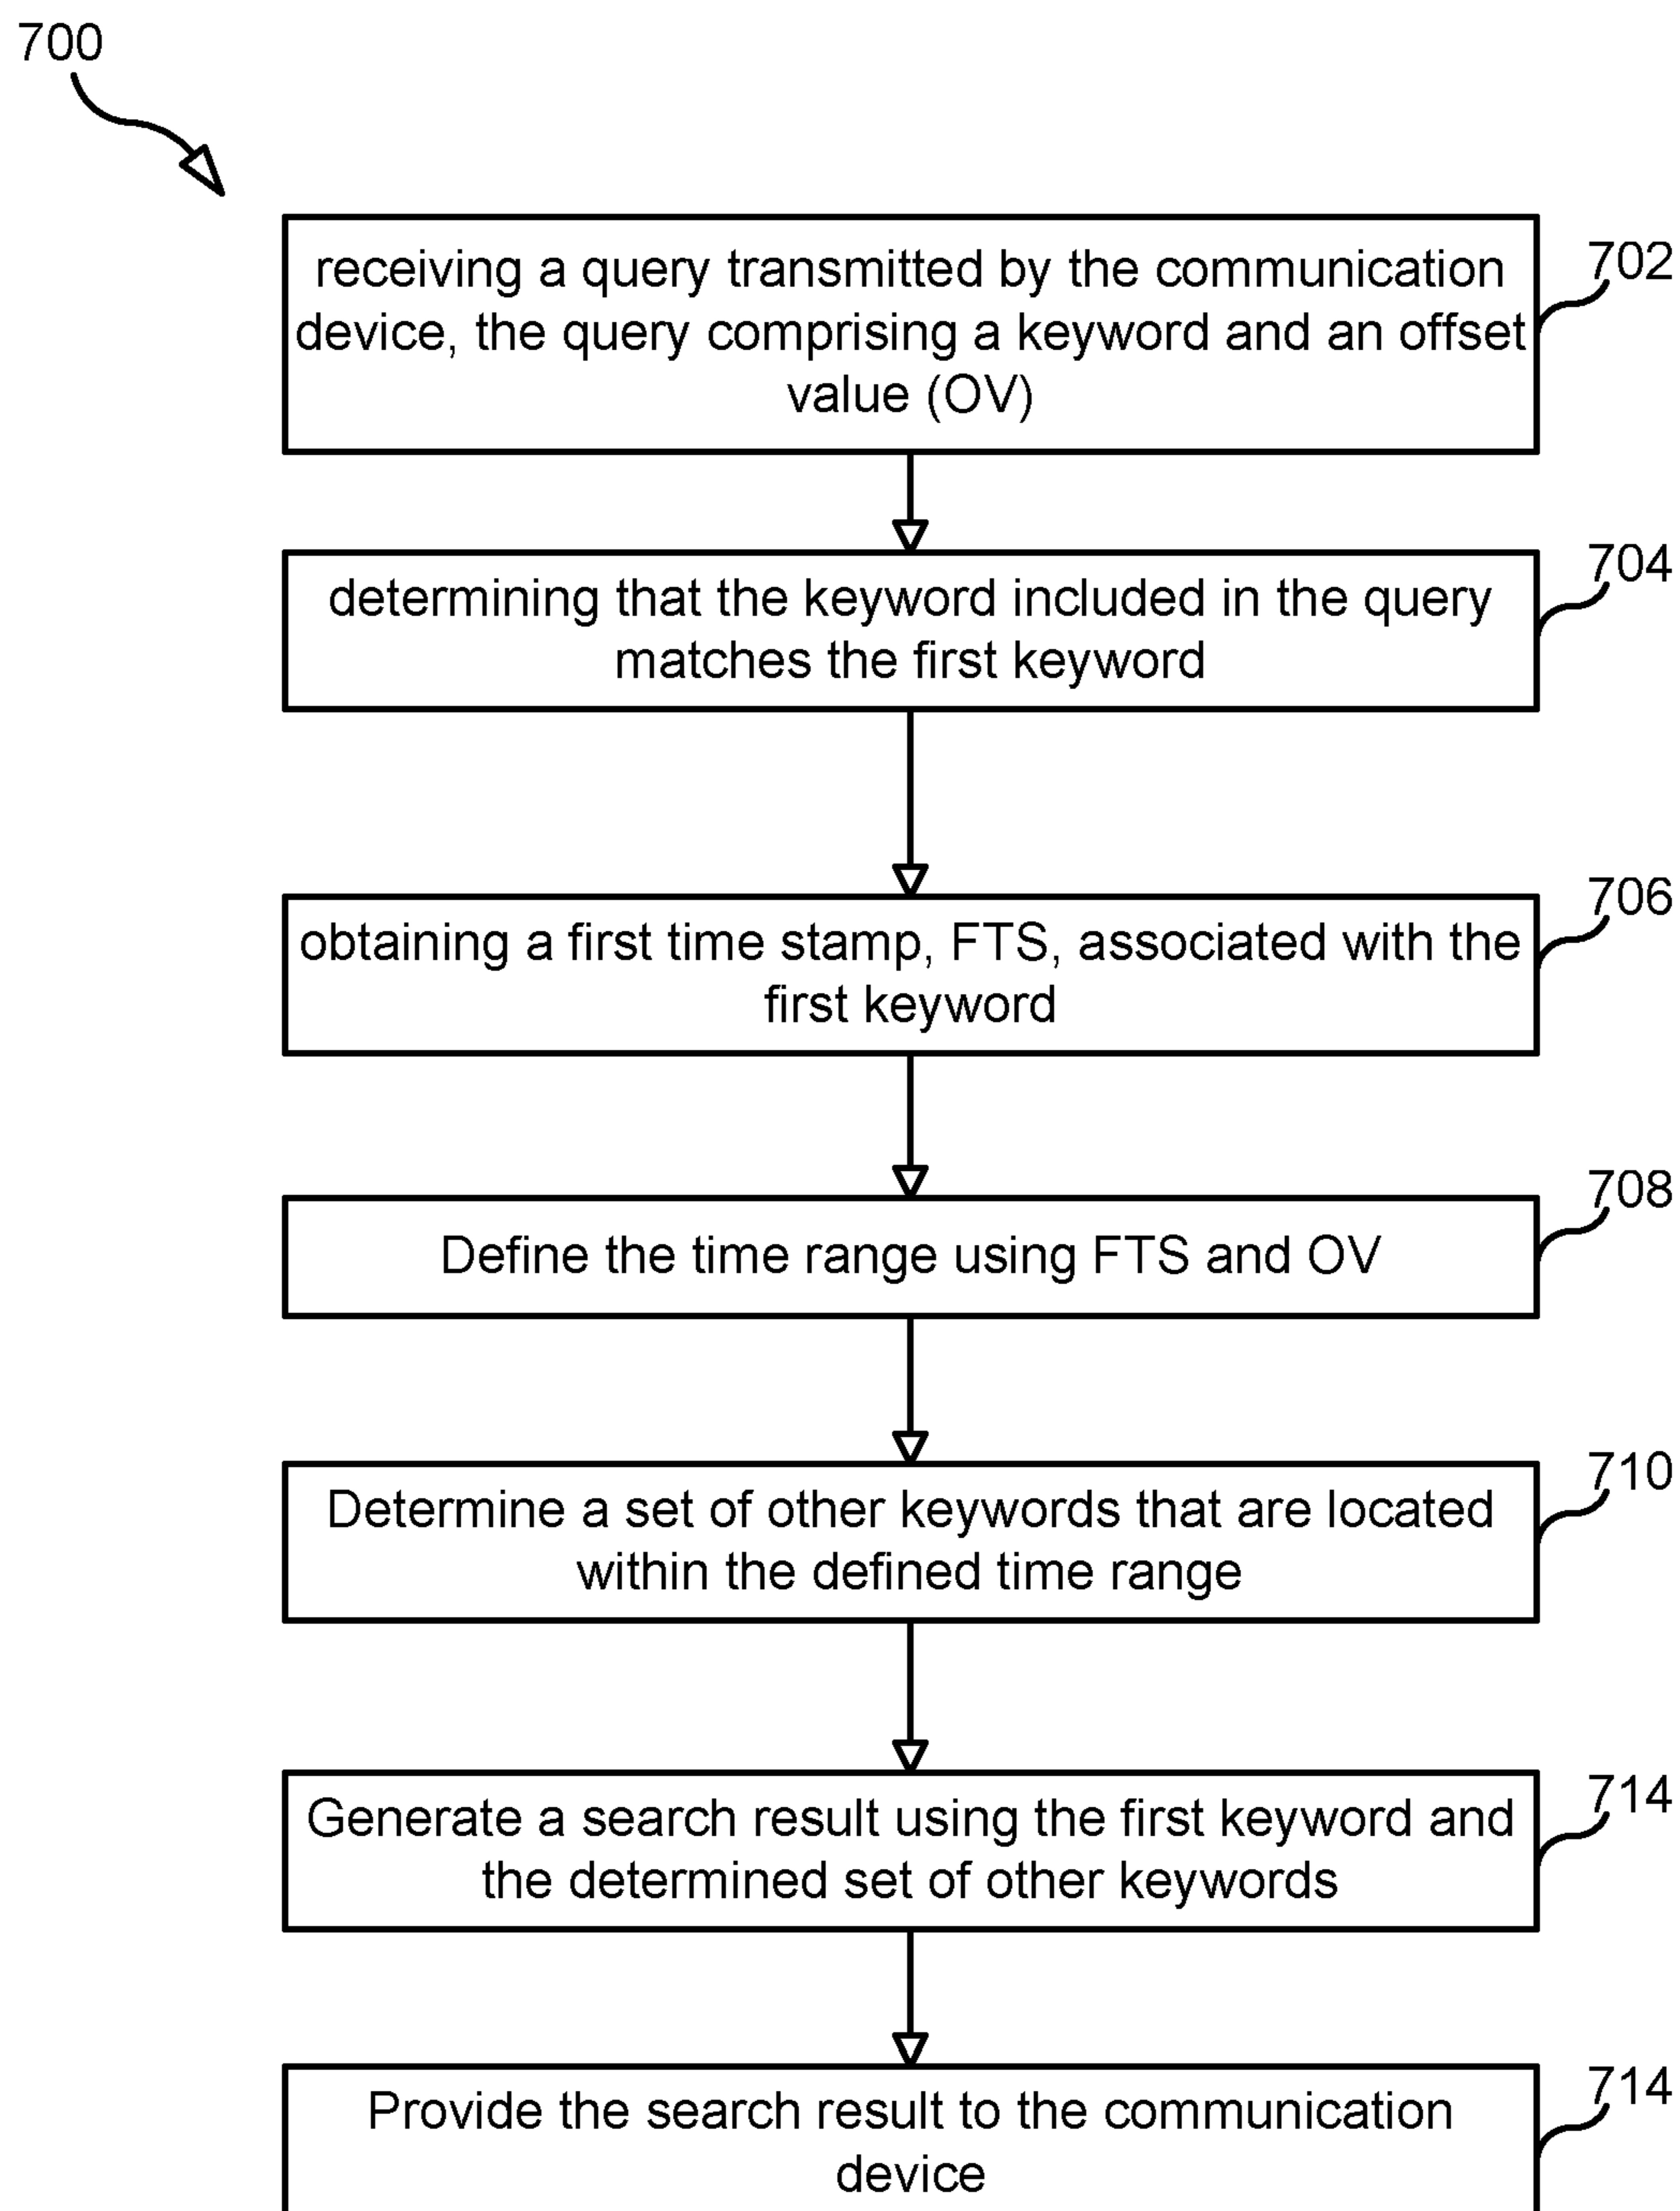 700
receiving a query transmitted by the communication
device, the query comprising a keyword and an offset
value (OV)
702
determining that the keyword included in the query
matches the first keyword
704
obtaining a first time stamp, FTS, associated with the
first keyword
706
Define the time range using FTS and OV
708
Determine a set of other keywords that are located
within the defined time range
710
Generate a search result using the first keyword and
the determined set of other keywords
714
Provide the search result to the communication
device
714